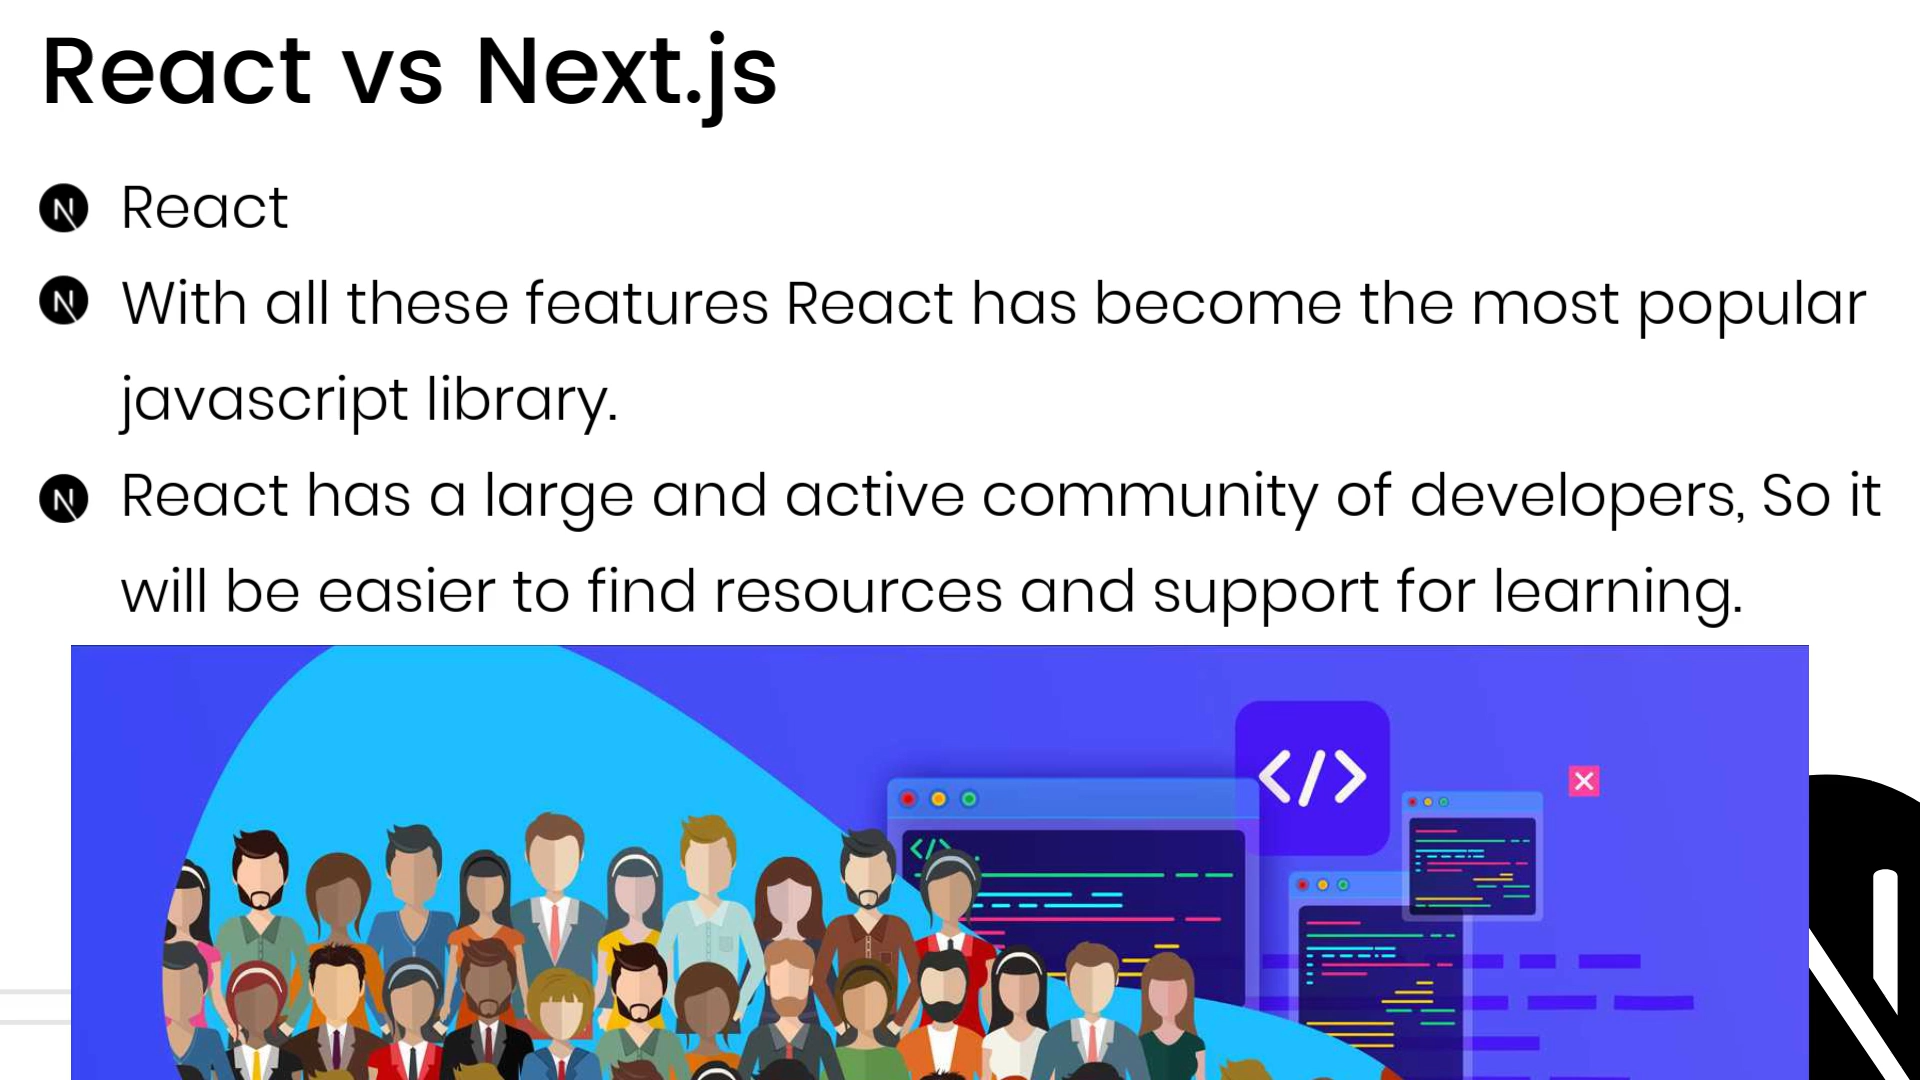 React vs Next.js
React
With all these features React has become the most popular
javascript library.
React has a large and active community of developers, So it
will be easier to find resources and support for learning.
</>
</>